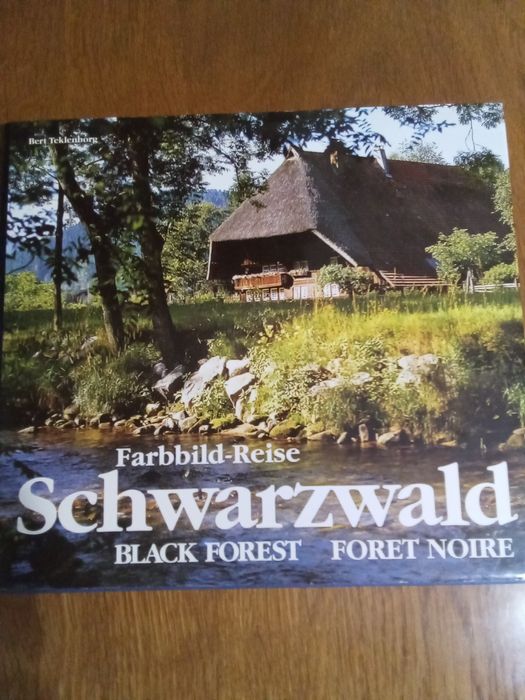 Bert Teklenborg
Farbbild-Reise
Schwarzwald
BLACK FOREST FORET NOIRE